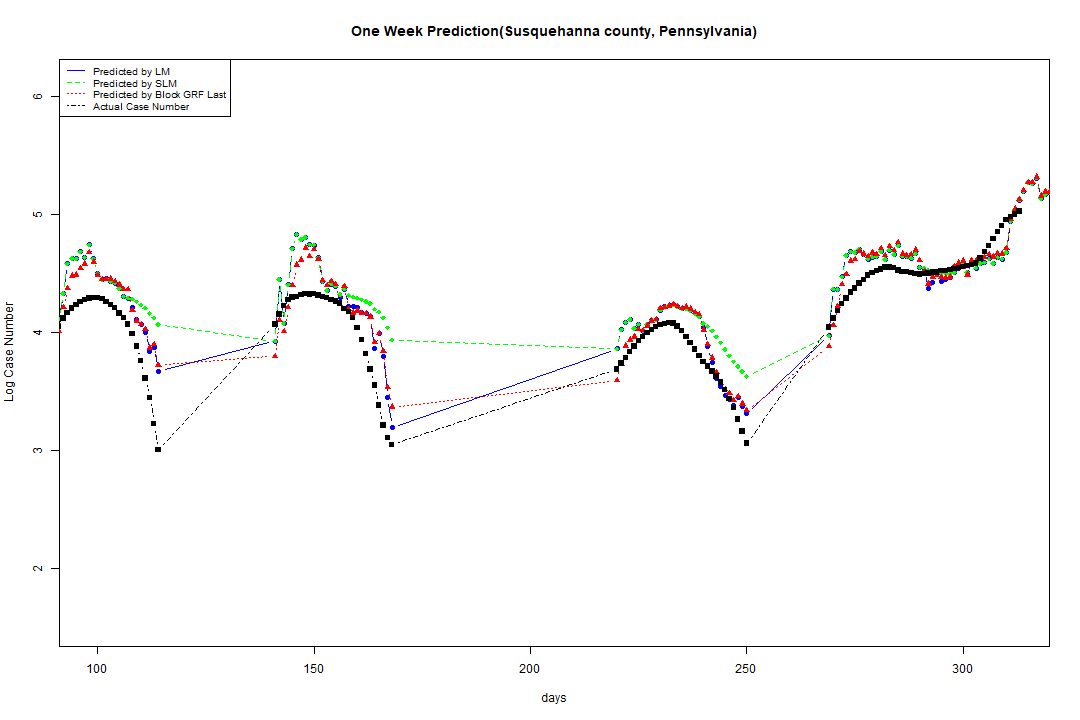 One Week Prediction(Susquehanna county, Pennsylvania)
Predicted by LM
Predicted by SLM
Predicted by Block GRF Last
Actual Case Number
6
5
4
3
2
Log Case Number
100 150 200 250 300
days